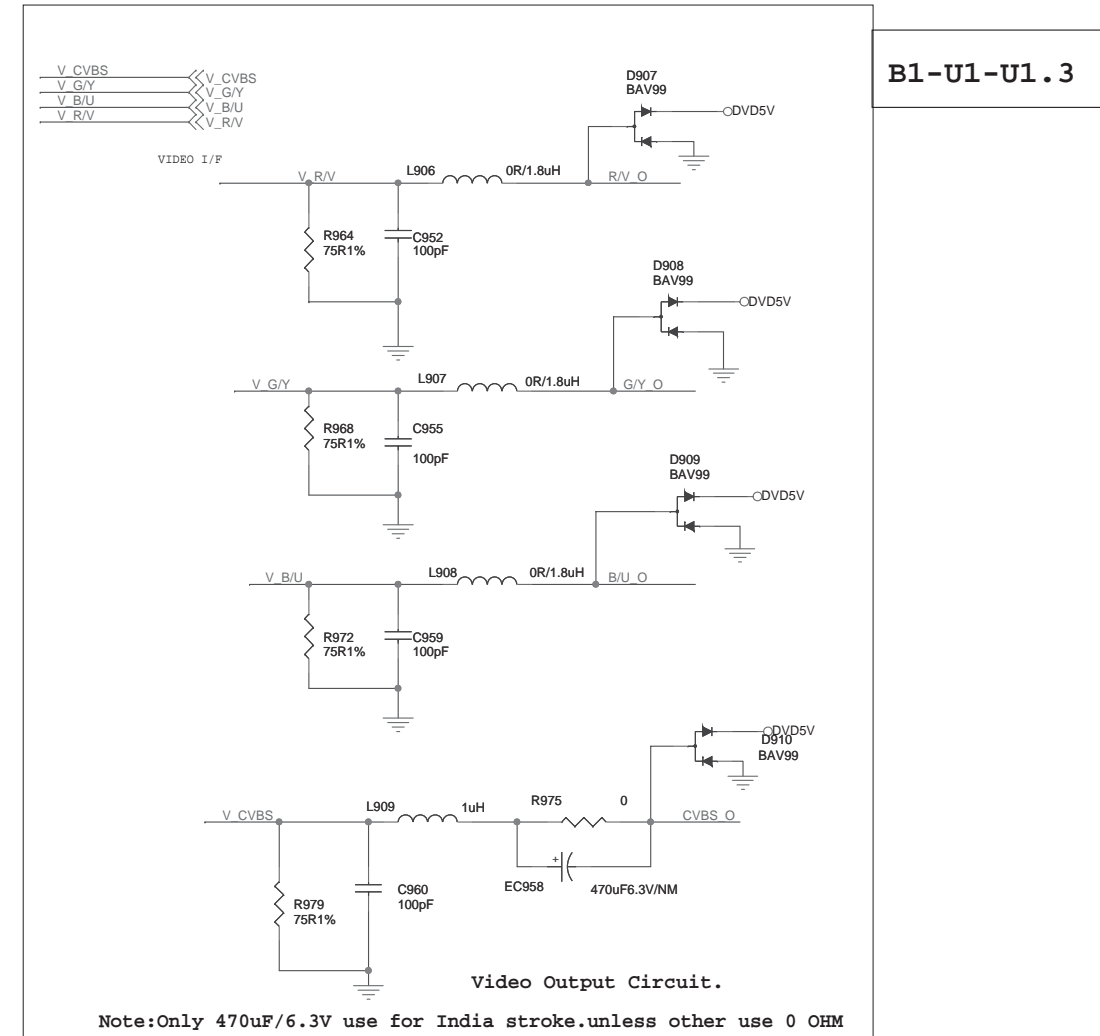 B1-U1-U1.3
V_CVBS
V_CVBS
V_G/Y
V_G/Y
V_B/U
V_B/U
V_R/V
V_R/V
VIDEO I/F
D907
BAV99
DVD5V
V_R/V
L906
0R/1.8uH
R/V_O
R964
75R1%
C952
100pF
D908
BAV99
DVD5V
V_G/Y
L907
0R/1.8uH
G/Y_O
R968
75R1%
C955
100pF
D909
BAV99
DVD5V
V_B/U
L908
0R/1.8uH
B/U_O
R972
75R1%
C959
100pF
DVD5V
D910
BAV99
V_CVBS
L909
1uH
R975
0
CVBS_O
EC958
+
470uF6.3V/NM
R979
75R1%
C960
100pF
Video Output Circuit.
Note:Only 470uF/6.3V use for India stroke.unless other use 0 OHM